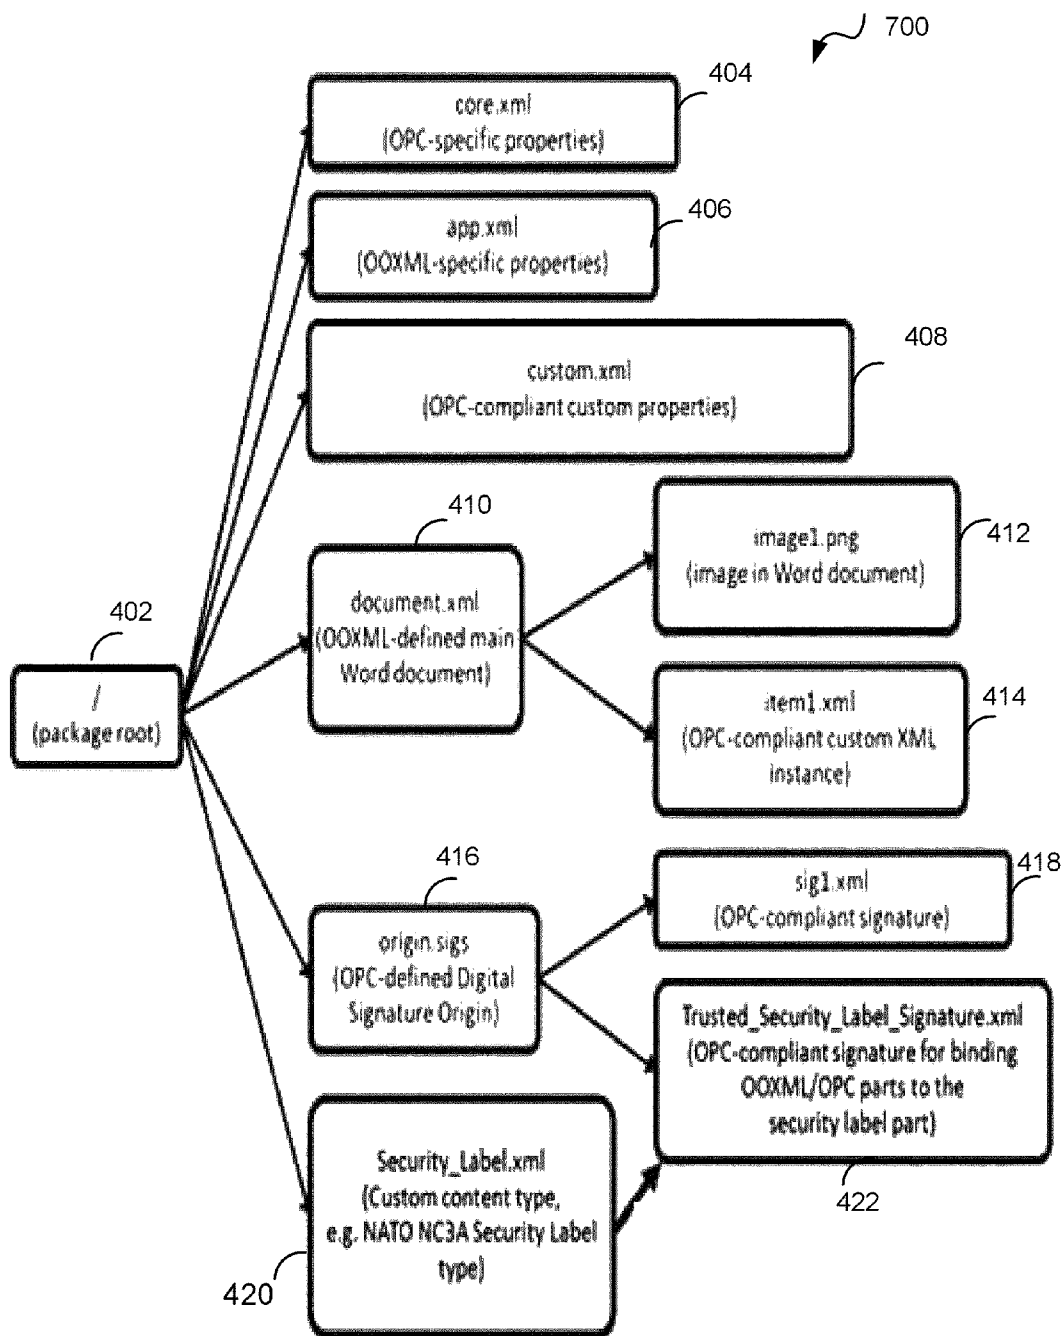 700
404
core.xml
(OPC-specific properties)
406
app.xml
(OOXML-specific properties)
408
custom.xml
(OPC-compliant custom properties)
410
document.xml
(OOXML-defined main
Word document)
412
image1.png
(image in Word document)
402
/
(package root)
414
item1.xml
(OPC-compliant custom XML
instance)
416
origin.sigs
(OPC-defined Digital
Signature Origin)
418
sig1.xml
(OPC-compliant signature)
Trusted_Security_Label_Signature.xml
(OPC-compliant signature for binding
OOXML/OPC parts to the
security label part)
422
Security_Label.xml
(Custom content type,
e.g. NATO NC3A Security Label
type)
420